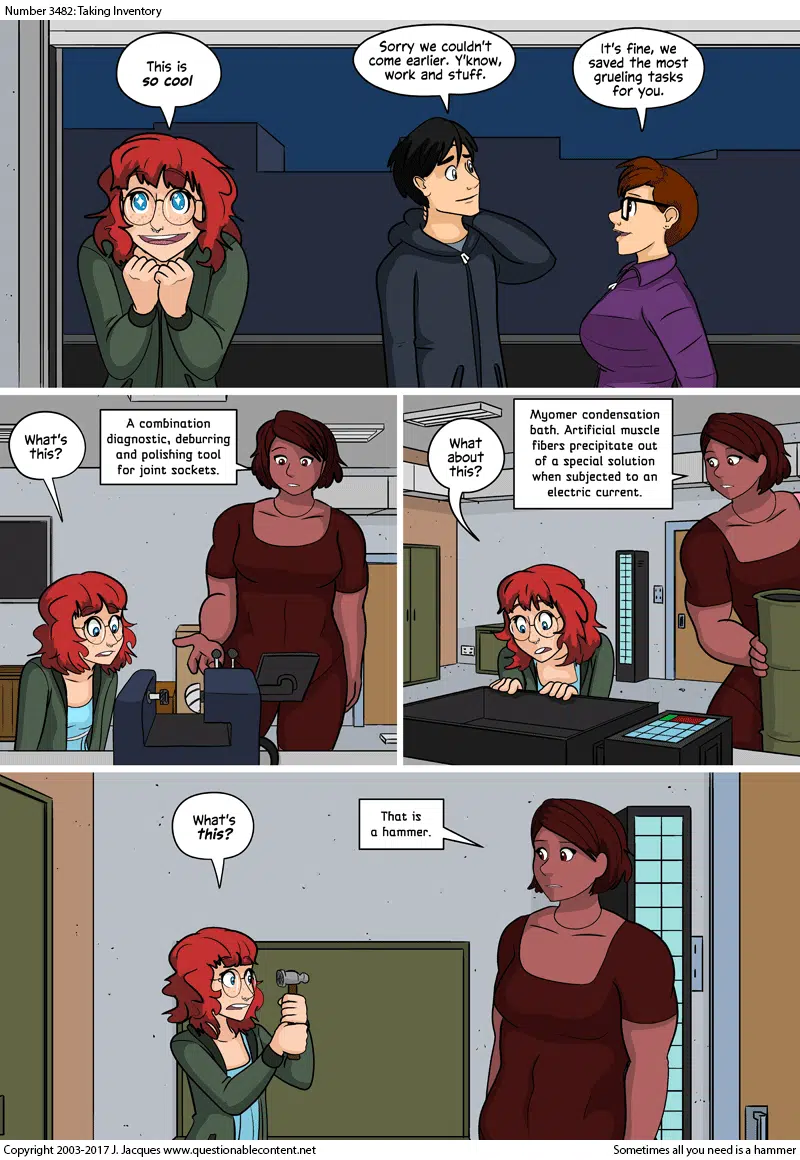 Number 3482: Taking Inventory
This is
so cool
Sorry we couldn't
come earlier. Y'know,
work and stuff.
It's fine, we
saved the most
grueling tasks
for you.
What's
this?
A combination
diagnostic, deburring
and polishing tool
for joint sockets.
What
about
this?
Myomer condensation
bath. Artificial muscle
fibers precipitate out
of a special solution
when subjected to an
electric current.
What's
this?
That is
a hammer.
Copyright 2003-2017 J. Jacques www.questionablecontent.net
Sometimes all you need is a hammer